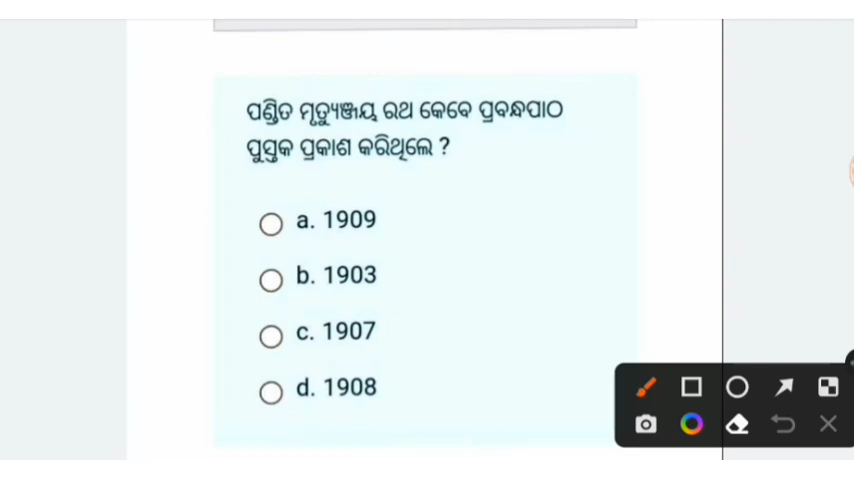 ପଣ୍ଡିତ ମୃତ୍ୟୁଞ୍ଜୟ ରଥ କେବେ ପ୍ରବନ୍ଧପାଠ
ପୁସ୍ତକ ପ୍ରକାଶ କରିଥିଲେ ?
a. 1909
b. 1903
c. 1907
d. 1908